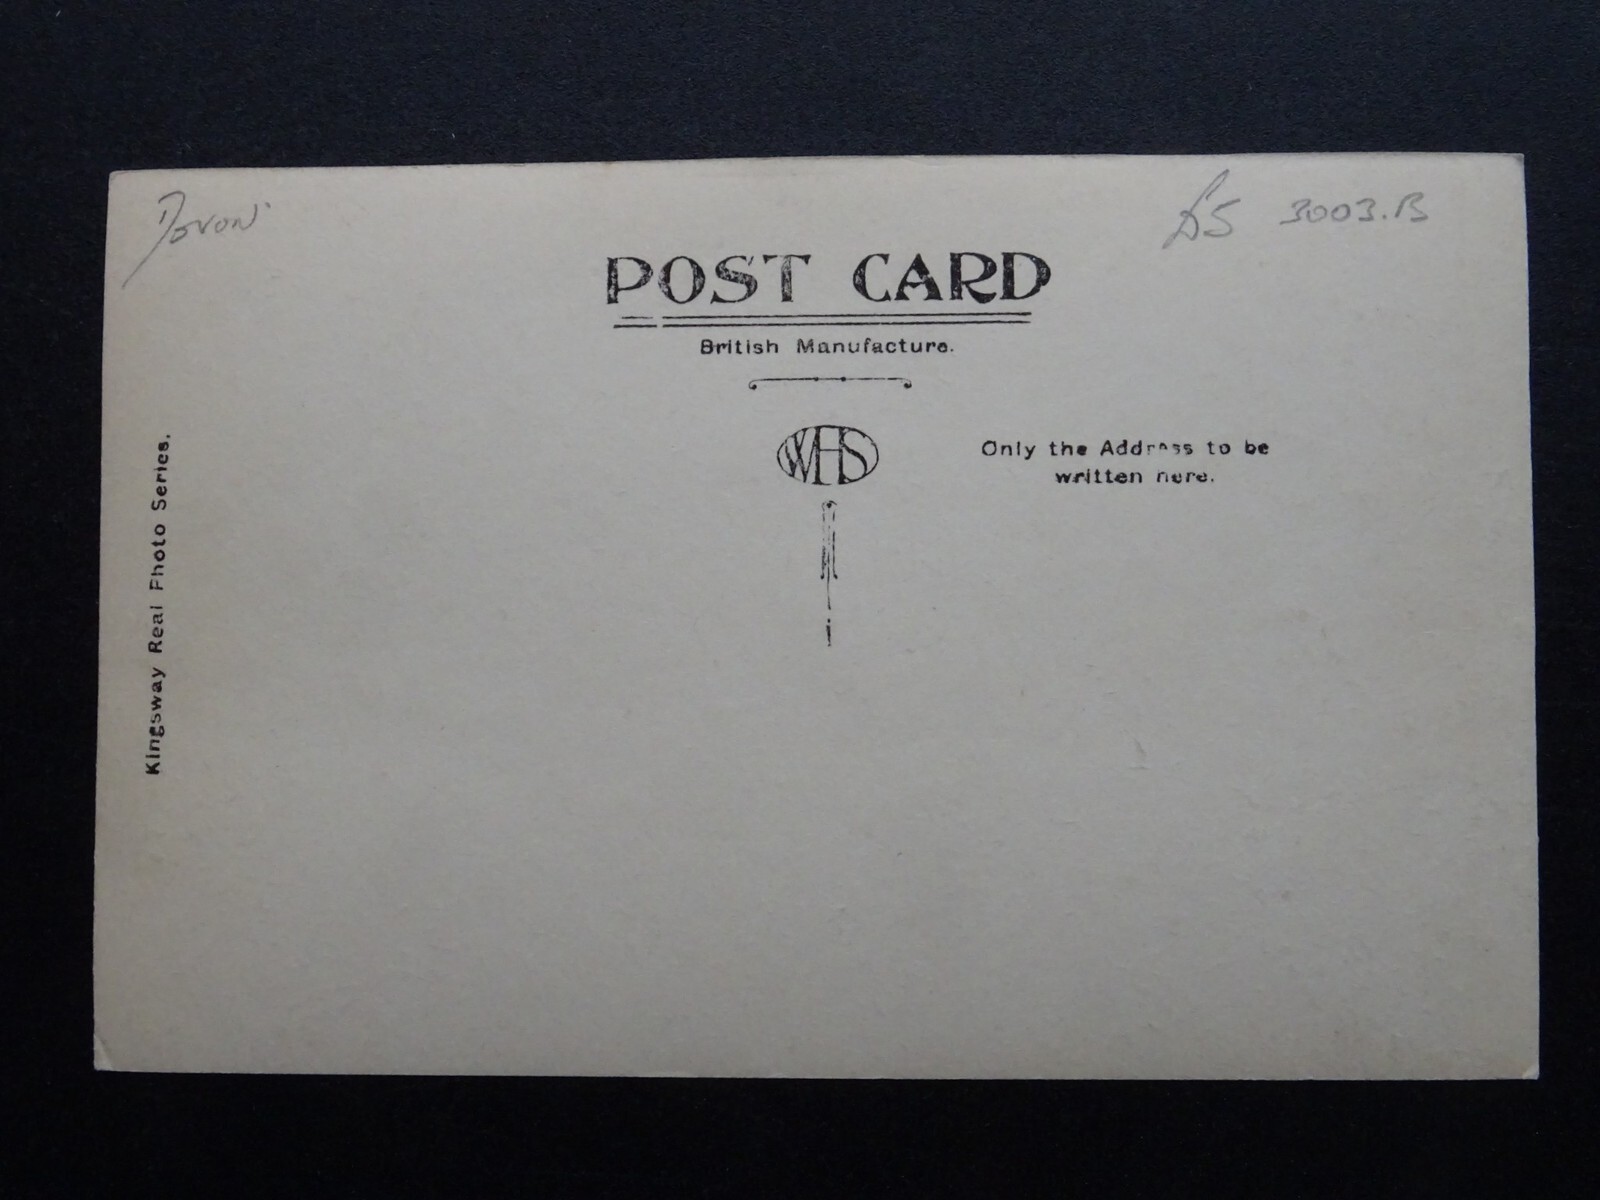 Devon
£5 3003.B
POST CARD
British Manufacture.
WHS
Only the Address to be
written here.
Kingsway Real Photo Series.